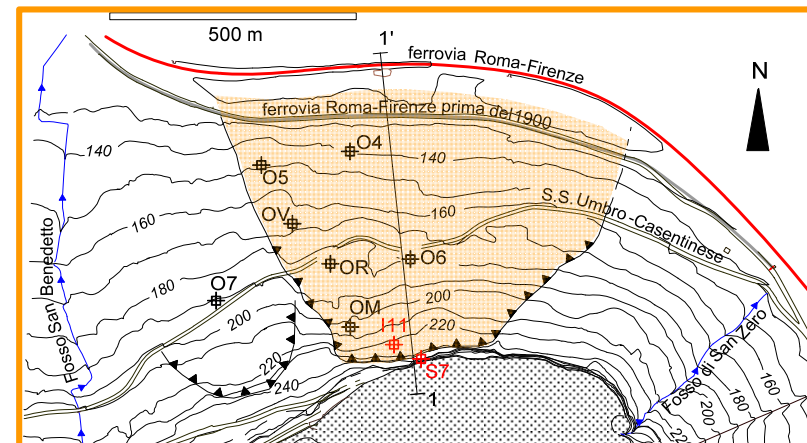 500 m
1'
ferrovia Roma-Firenze
N
ferrovia Roma-Firenze prima del 1900
O4
140
140
O5
S.S. Umbro-Casentinese
160
OV
160
Fosso San Benedetto
OR
O6
180
O7
200
200
OM
220
I11
220
S7
240
1
Fosso di San Zero
160
180
200
220